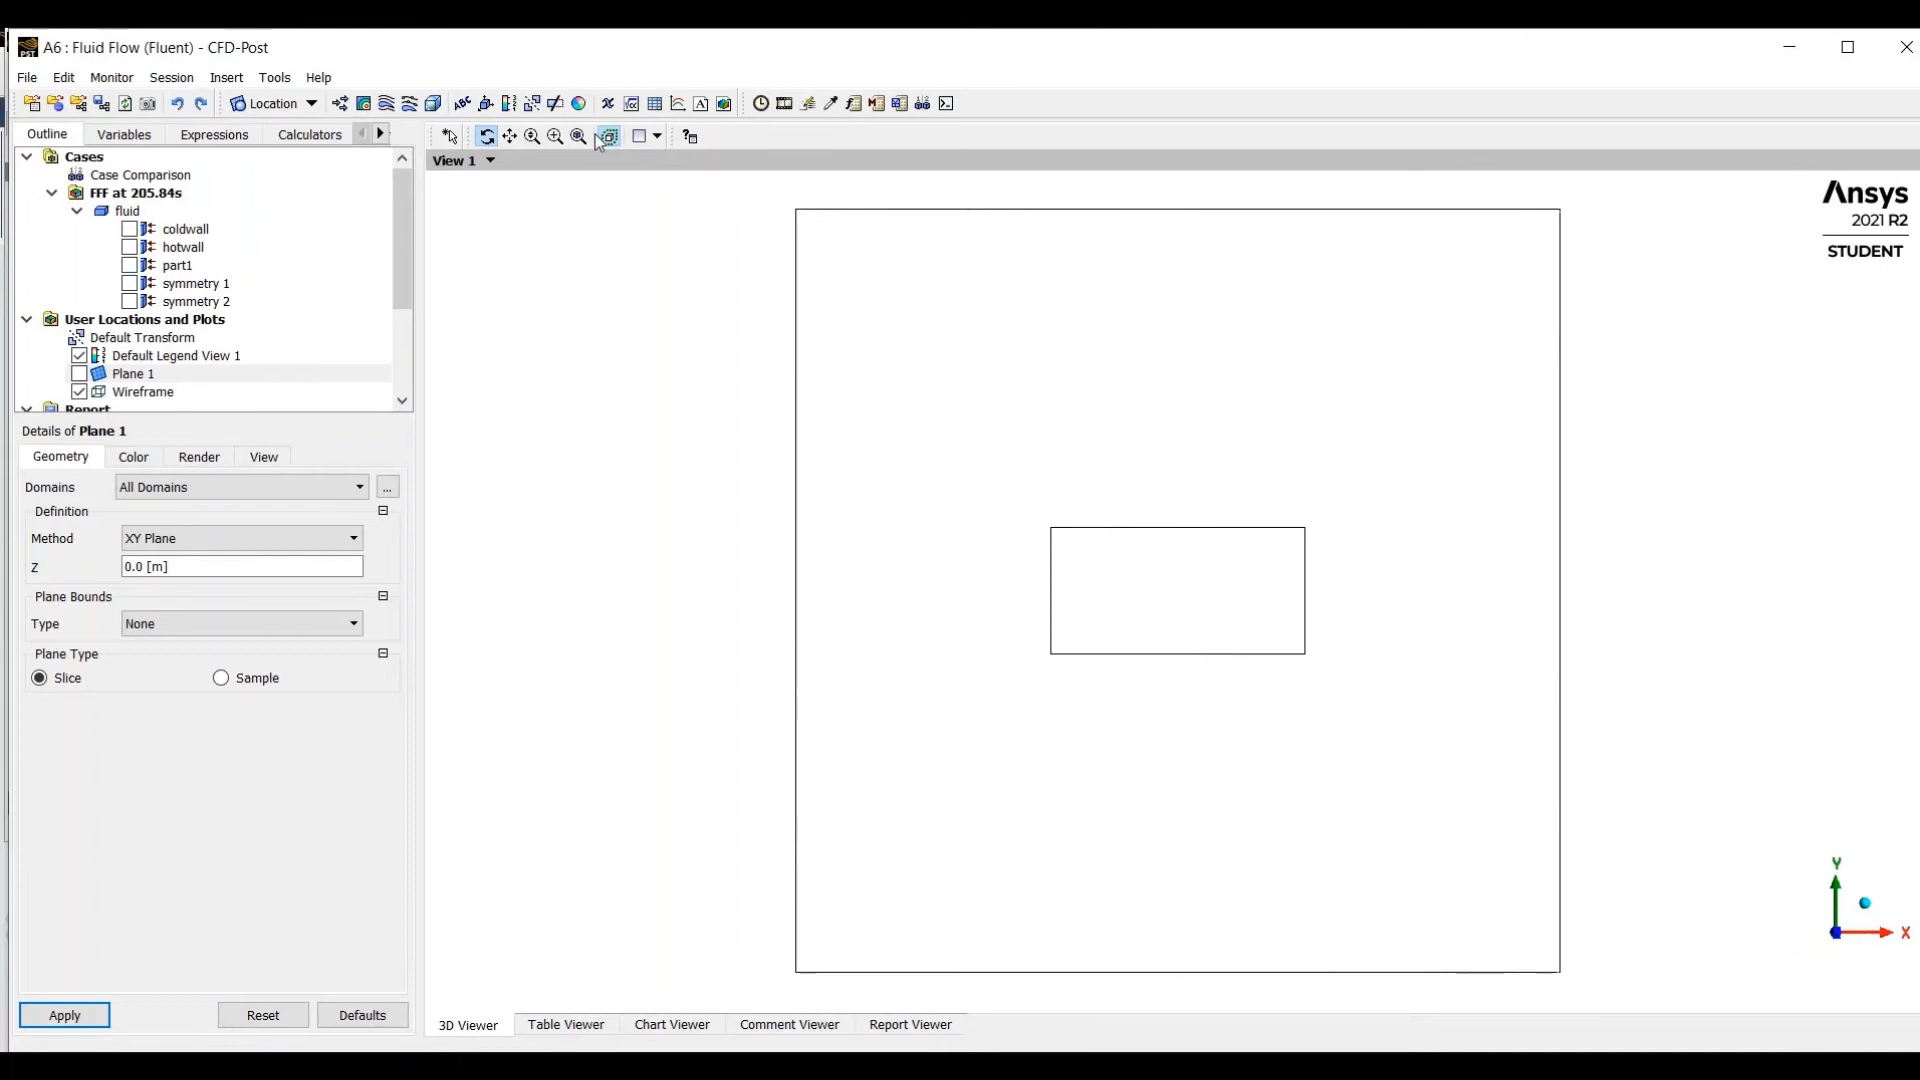 A6 : Fluid Flow (Fluent) - CFD-Post
File Edit Monitor Session Insert Tools Help
Location
Outline Variables Expressions Calculators
View 1
Cases
Case Comparison
FFF at 205.84s
fluid
coldwall
hotwall
part1
symmetry 1
symmetry 2
User Locations and Plots
Default Transform
Default Legend View 1
Plane 1
Wireframe
Report
Details of Plane 1
Geometry Color Render View
Domains All Domains ...
Definition
Method XY Plane
Z 0.0 [m]
Plane Bounds
Type None
Plane Type
Slice Sample
Apply Reset Defaults
Ansys
2021 R2
STUDENT
Y
X
3D Viewer Table Viewer Chart Viewer Comment Viewer Report Viewer